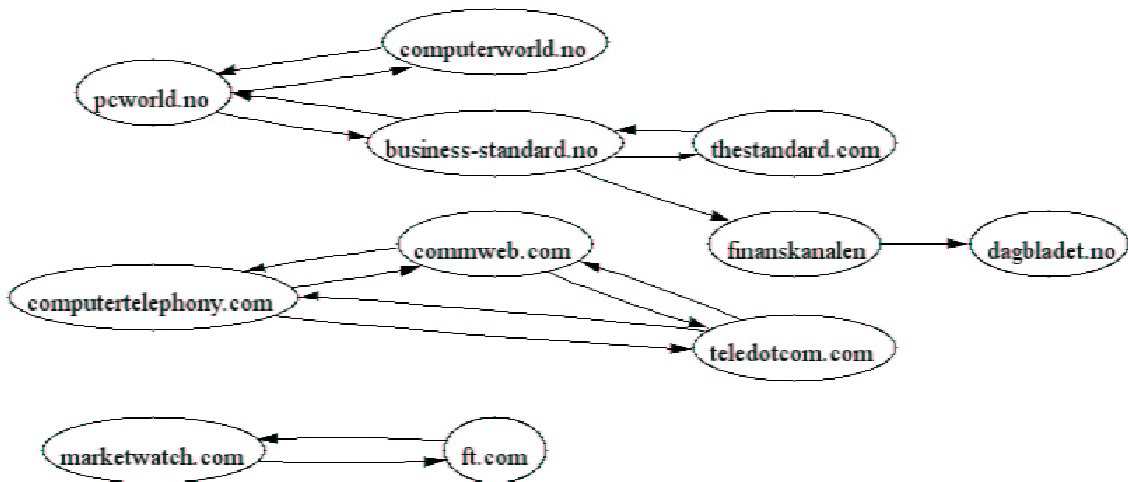 computerworld.no
pcworld.no
business-standard.no
thestandard.com
commweb.com
finanskanalen
dagbladet.no
computertelephony.com
teledotcom.com
marketwatch.com
ft.com